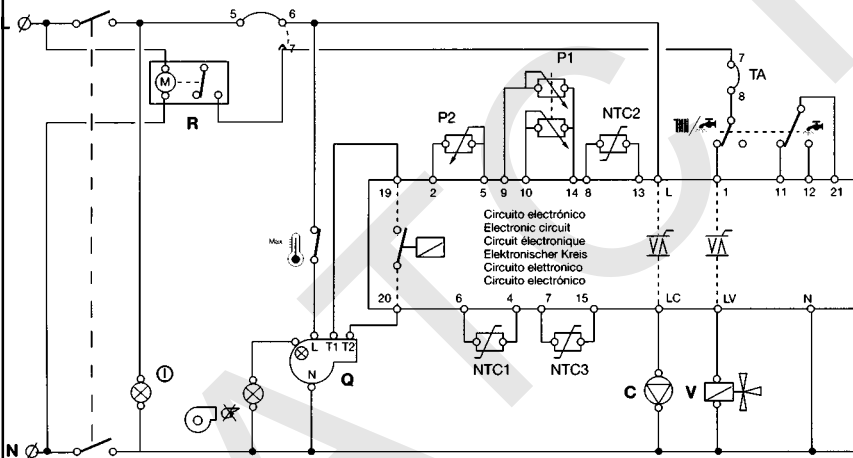 L
5
6
7
7
TA
8
M
R
P1
P2
NTC2
19
2
5
9
10
14
8
13
L
1
11
12
21
Circuito electrónico
Electronic circuit
Circuit électronique
Elektronischer Kreis
Circuito elettronico
Circuito electrónico
Max
20
6
4
7
15
LC
LV
N
L T1 T2
N
Q
NTC1
NTC3
C
V
I
N